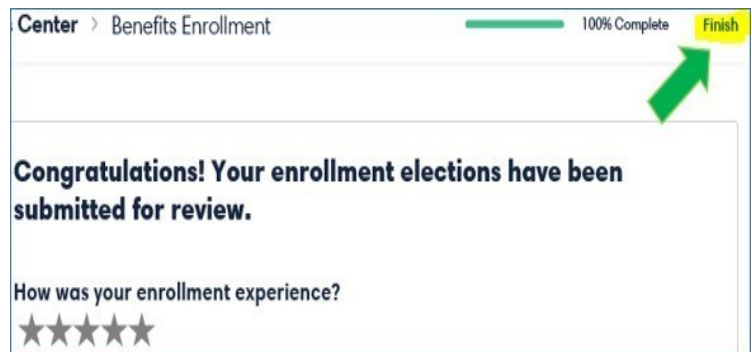 Center > Benefits Enrollment 100% Complete Finish
Congratulations! Your enrollment elections have been
submitted for review.
How was your enrollment experience?